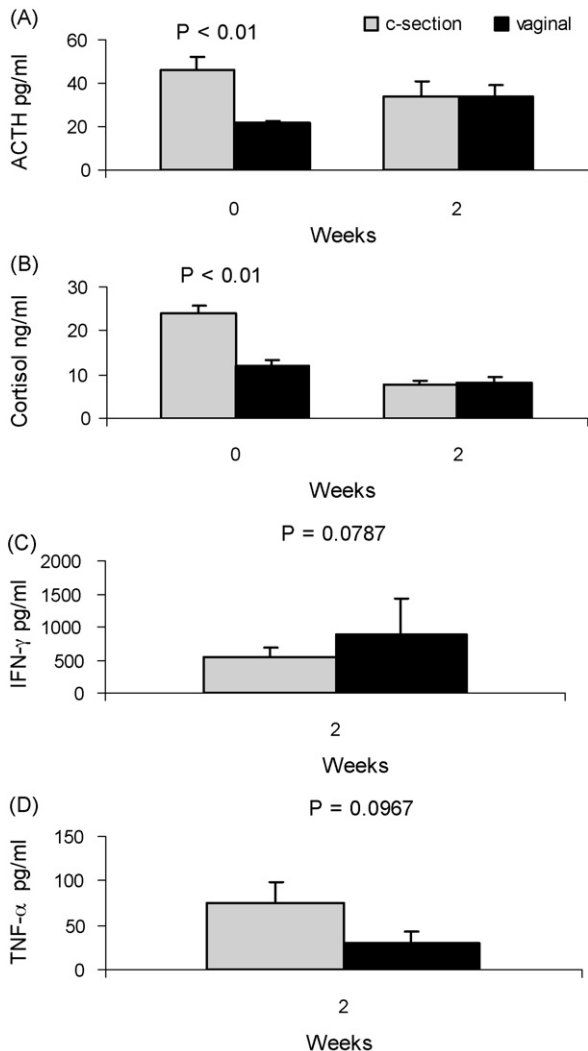 (A)
c-section vaginal
P < 0.01
ACTH pg/ml
60
40
20
0
0 2
Weeks
(B)
P < 0.01
Cortisol ng/ml
30
20
10
0
0 2
Weeks
(C)
P = 0.0787
IFN-γ pg/ml
2000
1500
1000
500
0
2
Weeks
(D)
P = 0.0967
TNF-α pg/ml
150
100
50
0
2
Weeks